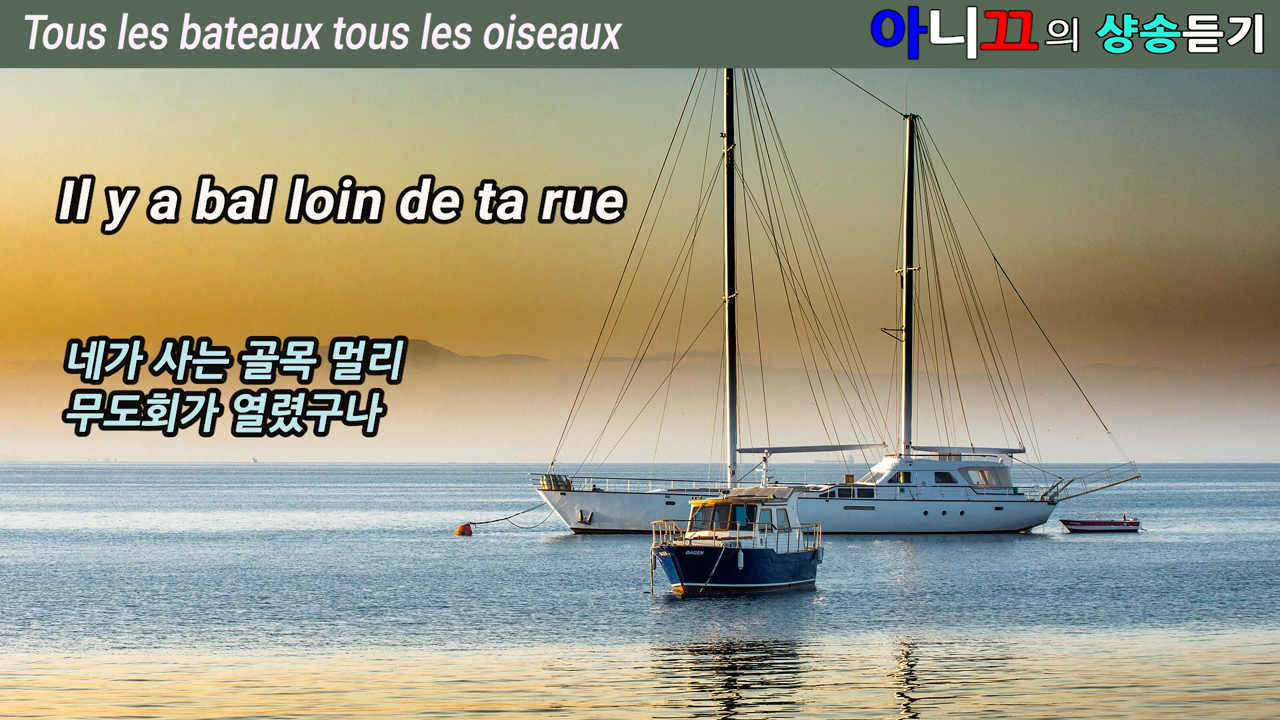 Tous les bateaux tous les oiseaux
아니끄의 샹송듣기
Il y a bal loin de ta rue
네가 사는 골목 멀리
무도회가 열렸구나
BAGEN